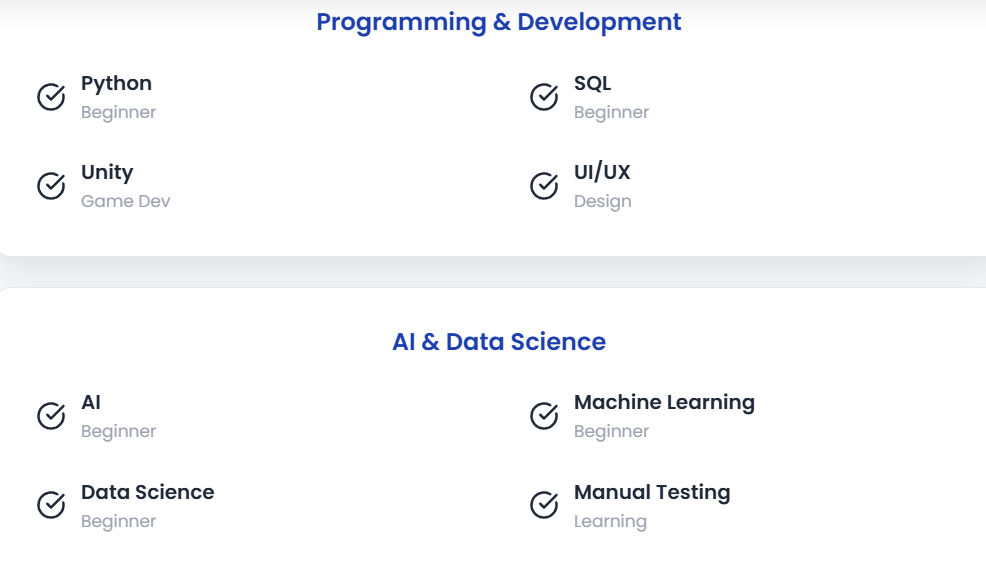 Programming & Development
Python
Beginner
SQL
Beginner
Unity
Game Dev
UI/UX
Design
AI & Data Science
AI
Beginner
Machine Learning
Beginner
Data Science
Beginner
Manual Testing
Learning